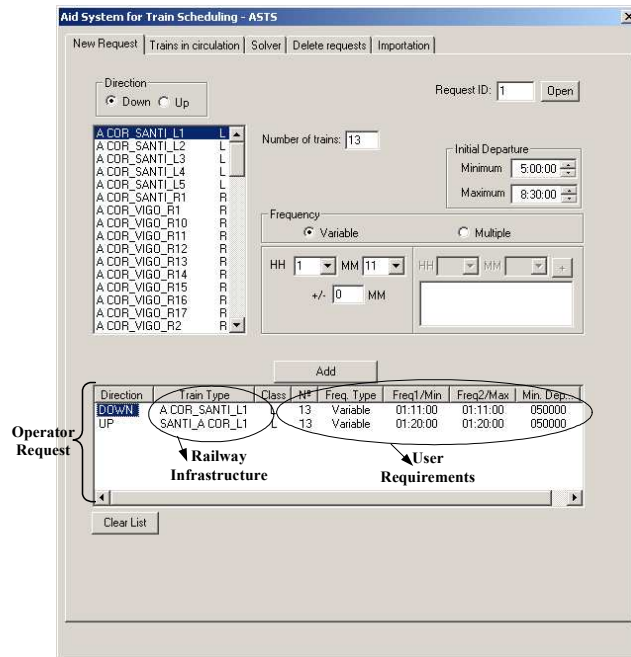 Aid System for Train Scheduling - ASTS
New Request Trains in circulation Solver Delete requests Importation
Direction
Down Up
Request ID: 1 Open
A COR_SANTI_L1 L
A COR_SANTI_L2 L
A COR_SANTI_L3 L
A COR_SANTI_L4 L
A COR_SANTI_L5 L
A COR_SANTI_R1 R
A COR_VIGO_R1 R
A COR_VIGO_R10 R
A COR_VIGO_R11 R
A COR_VIGO_R12 R
A COR_VIGO_R13 R
A COR_VIGO_R14 R
A COR_VIGO_R15 R
A COR_VIGO_R16 R
A COR_VIGO_R17 R
A COR_VIGO_R2 R
Number of trains: 13
Initial Departure
Minimum 5:00:00
Maximum 8:30:00
Frequency
Variable Multiple
HH 1 MM 11
+/- 0 MM
HH MM +
Add
Direction Train Type Class Nº Freq. Type Freq1/Min Freq2/Max Min. Dep...
DOWN A COR_SANTI_L1 L 13 Variable 01:11:00 01:11:00 050000
UP SANTI_A COR_L1 L 13 Variable 01:20:00 01:20:00 050000
Operator
Request
Railway
Infrastructure
User
Requirements
Clear List